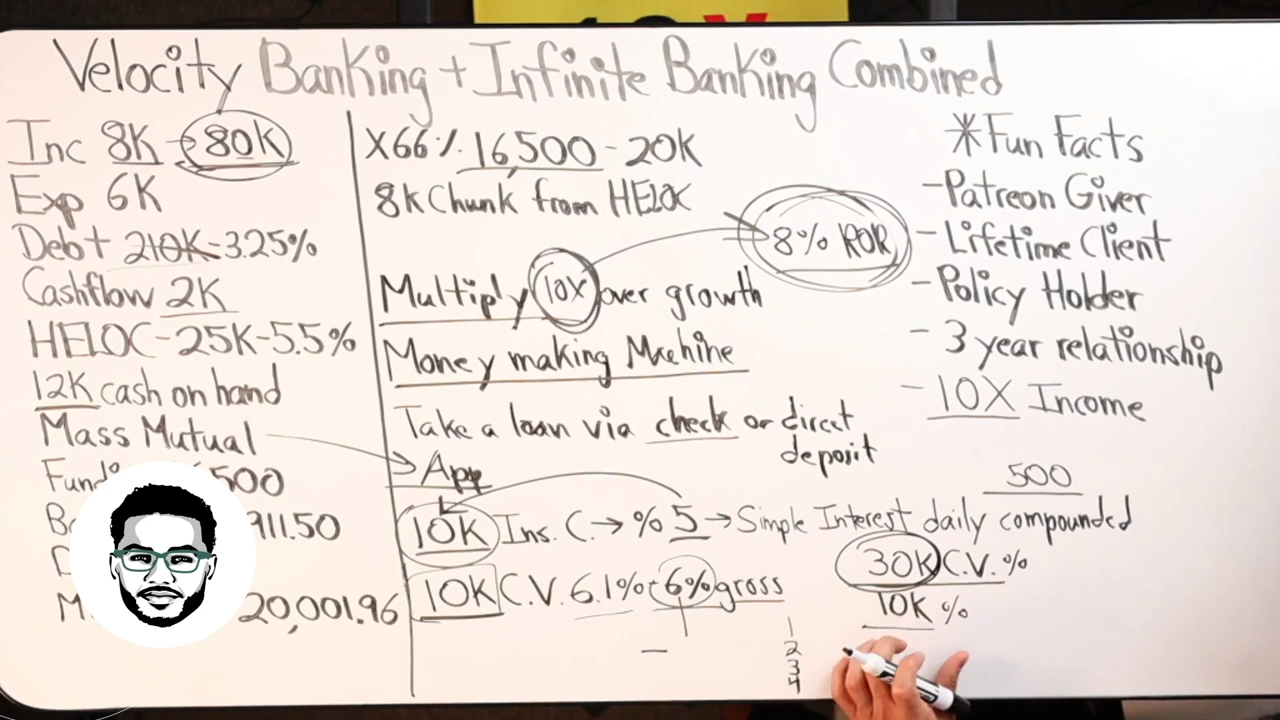 Velocity Banking + Infinite Banking Combined
Inc 8K → 80K
Exp 6K
Debt 210K-3.25%
Cashflow 2K
HELOC-25K-5.5%
12K cash on hand
Mass Mutual
500
911.50
20,001.96
X66% 16,500 - 20K
8k Chunk from HELOC
8% ROR
Multiply 10X over growth
Money making Machine
Take a loan via check or direct deposit
App
10K Ins. C. → % 5 → Simple Interest daily compounded
10K C.V. 6.1% - 6% gross
1
2
3
4
*Fun Facts
-Patreon Giver
-Lifetime Client
-Policy Holder
-3 year relationship
-10X Income
500
30K C.V. %
10K %